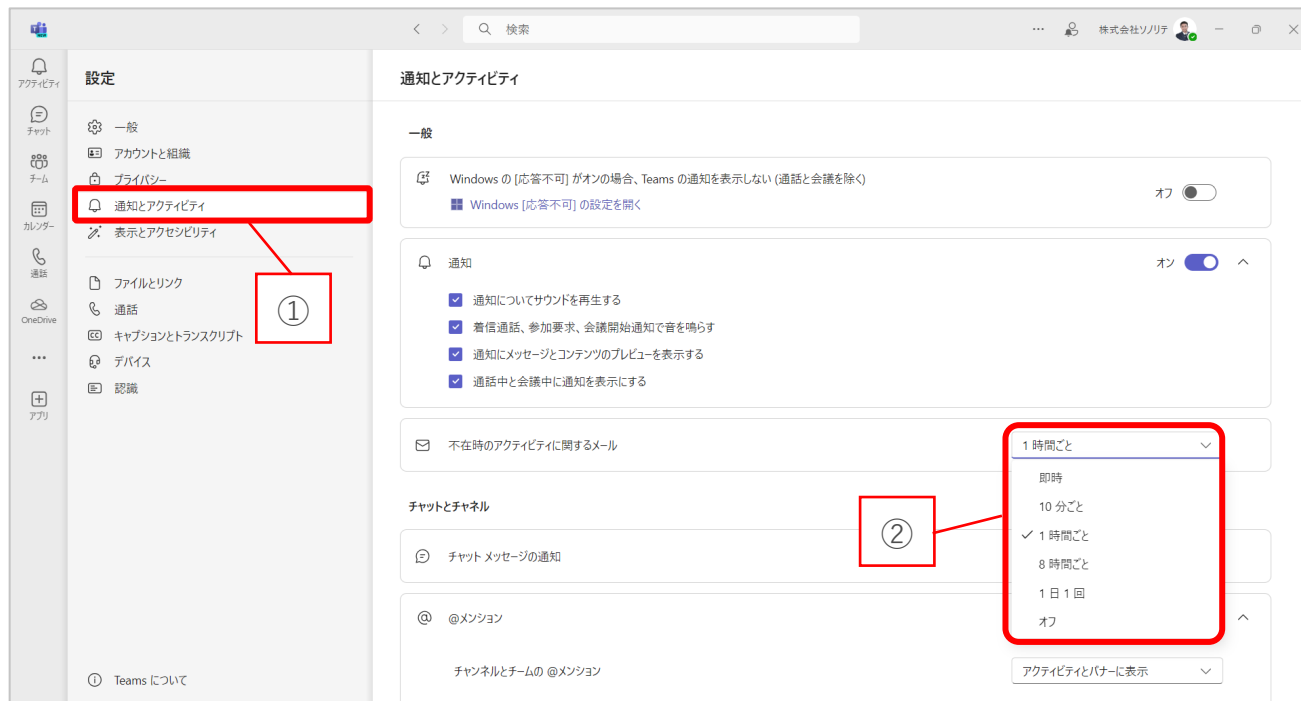 検索
株式会社ソノリテ
アクティビティ
チャット
チーム
カレンダー
通話
OneDrive
アプリ
設定
一般
アカウントと組織
プライバシー
通知とアクティビティ
表示とアクセシビリティ
ファイルとリンク
通話
キャプションとトランスクリプト
デバイス
認識
Teams について
①
通知とアクティビティ
一般
Windows の [応答不可] がオンの場合、Teams の通知を表示しない (通話と会議を除く)
Windows [応答不可] の設定を開く
オフ
通知
オン
通知についてサウンドを再生する
着信通話、参加要求、会議開始通知で音を鳴らす
通知にメッセージとコンテンツのプレビューを表示する
通話中と会議中に通知を表示にする
不在時のアクティビティに関するメール
1 時間ごと
即時
10 分ごと
1 時間ごと
8 時間ごと
1 日 1 回
オフ
②
チャットとチャネル
チャット メッセージの通知
@メンション
チャンネルとチームの @メンション
アクティビティとバナーに表示